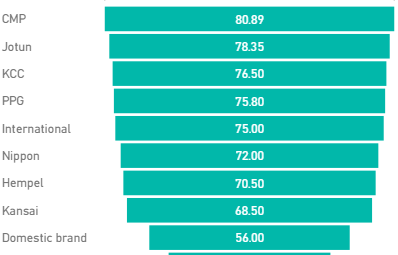 CMP 80.89
Jotun 78.35
KCC 76.50
PPG 75.80
International 75.00
Nippon 72.00
Hempel 70.50
Kansai 68.50
Domestic brand 56.00